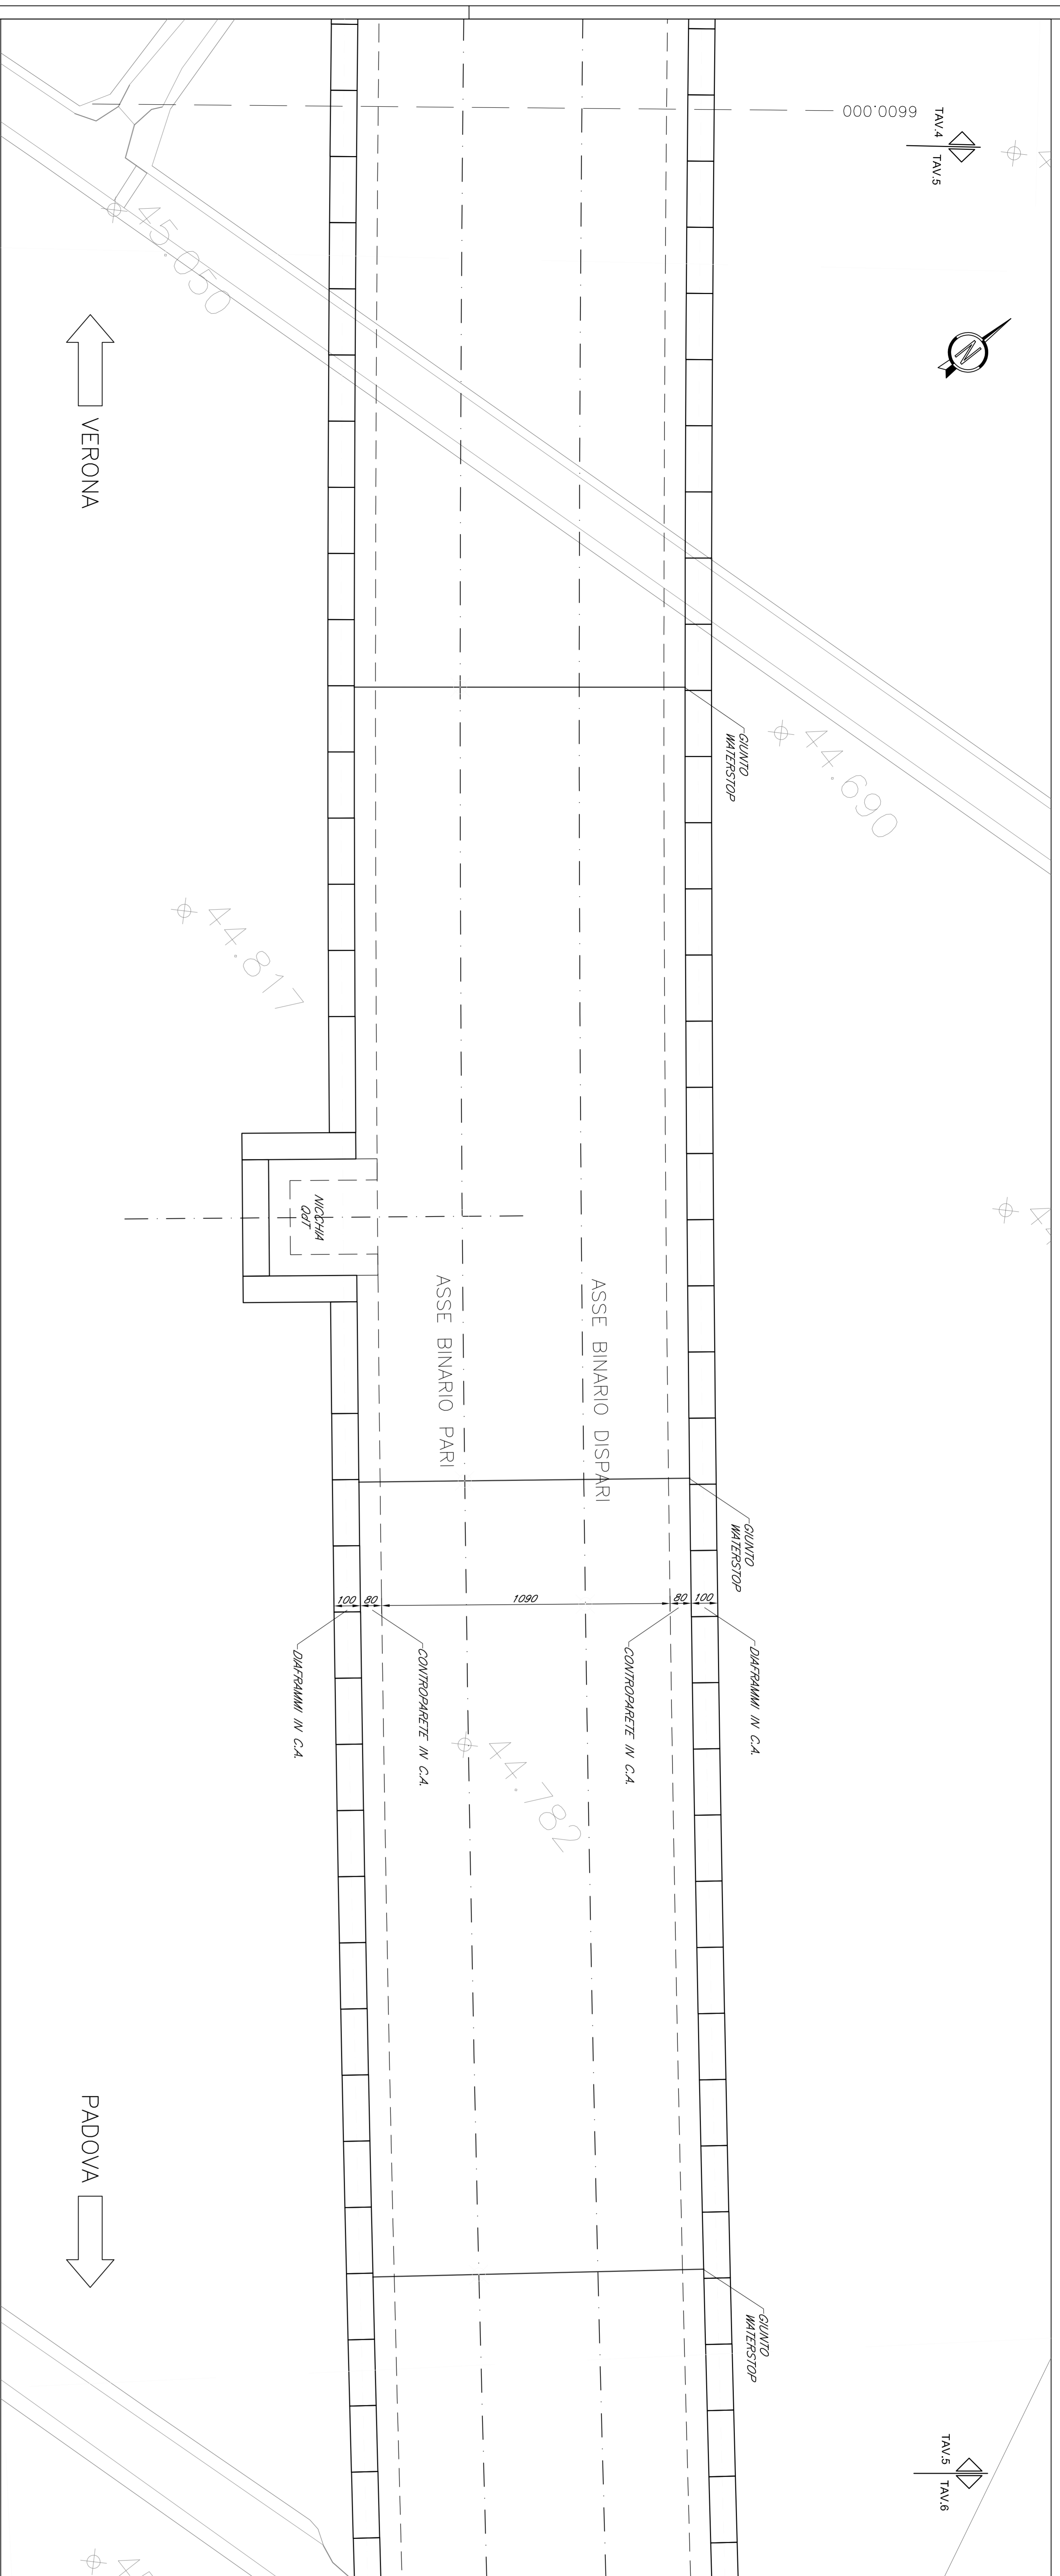 6600.000
TAV.4
TAV.5
45.050
VERONA
GIUNTO
WATERSTOP
44.690
44.817
NICCHIA
QdT
ASSE BINARIO PARI
ASSE BINARIO DISPARI
GIUNTO
WATERSTOP
100
80
1090
80
100
DIAFRAMMI IN C.A.
CONTROPARETE IN C.A.
CONTROPARETE IN C.A.
DIAFRAMMI IN C.A.
44.782
PADOVA
GIUNTO
WATERSTOP
TAV.5
TAV.6
N